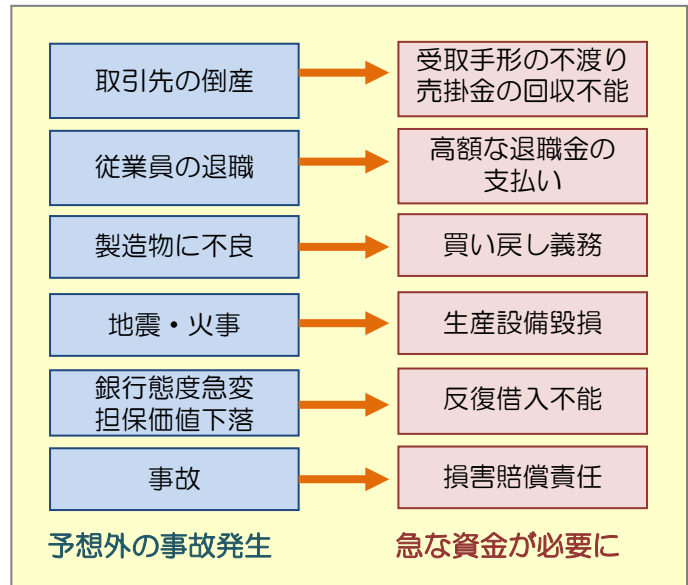 取引先の倒産
受取手形の不渡り
売掛金の回収不能
従業員の退職
高額な退職金の
支払い
製造物に不良
買い戻し義務
地震・火事
生産設備毀損
銀行態度急変
担保価値下落
反復借入不能
事故
損害賠償責任
予想外の事故発生
急な資金が必要に